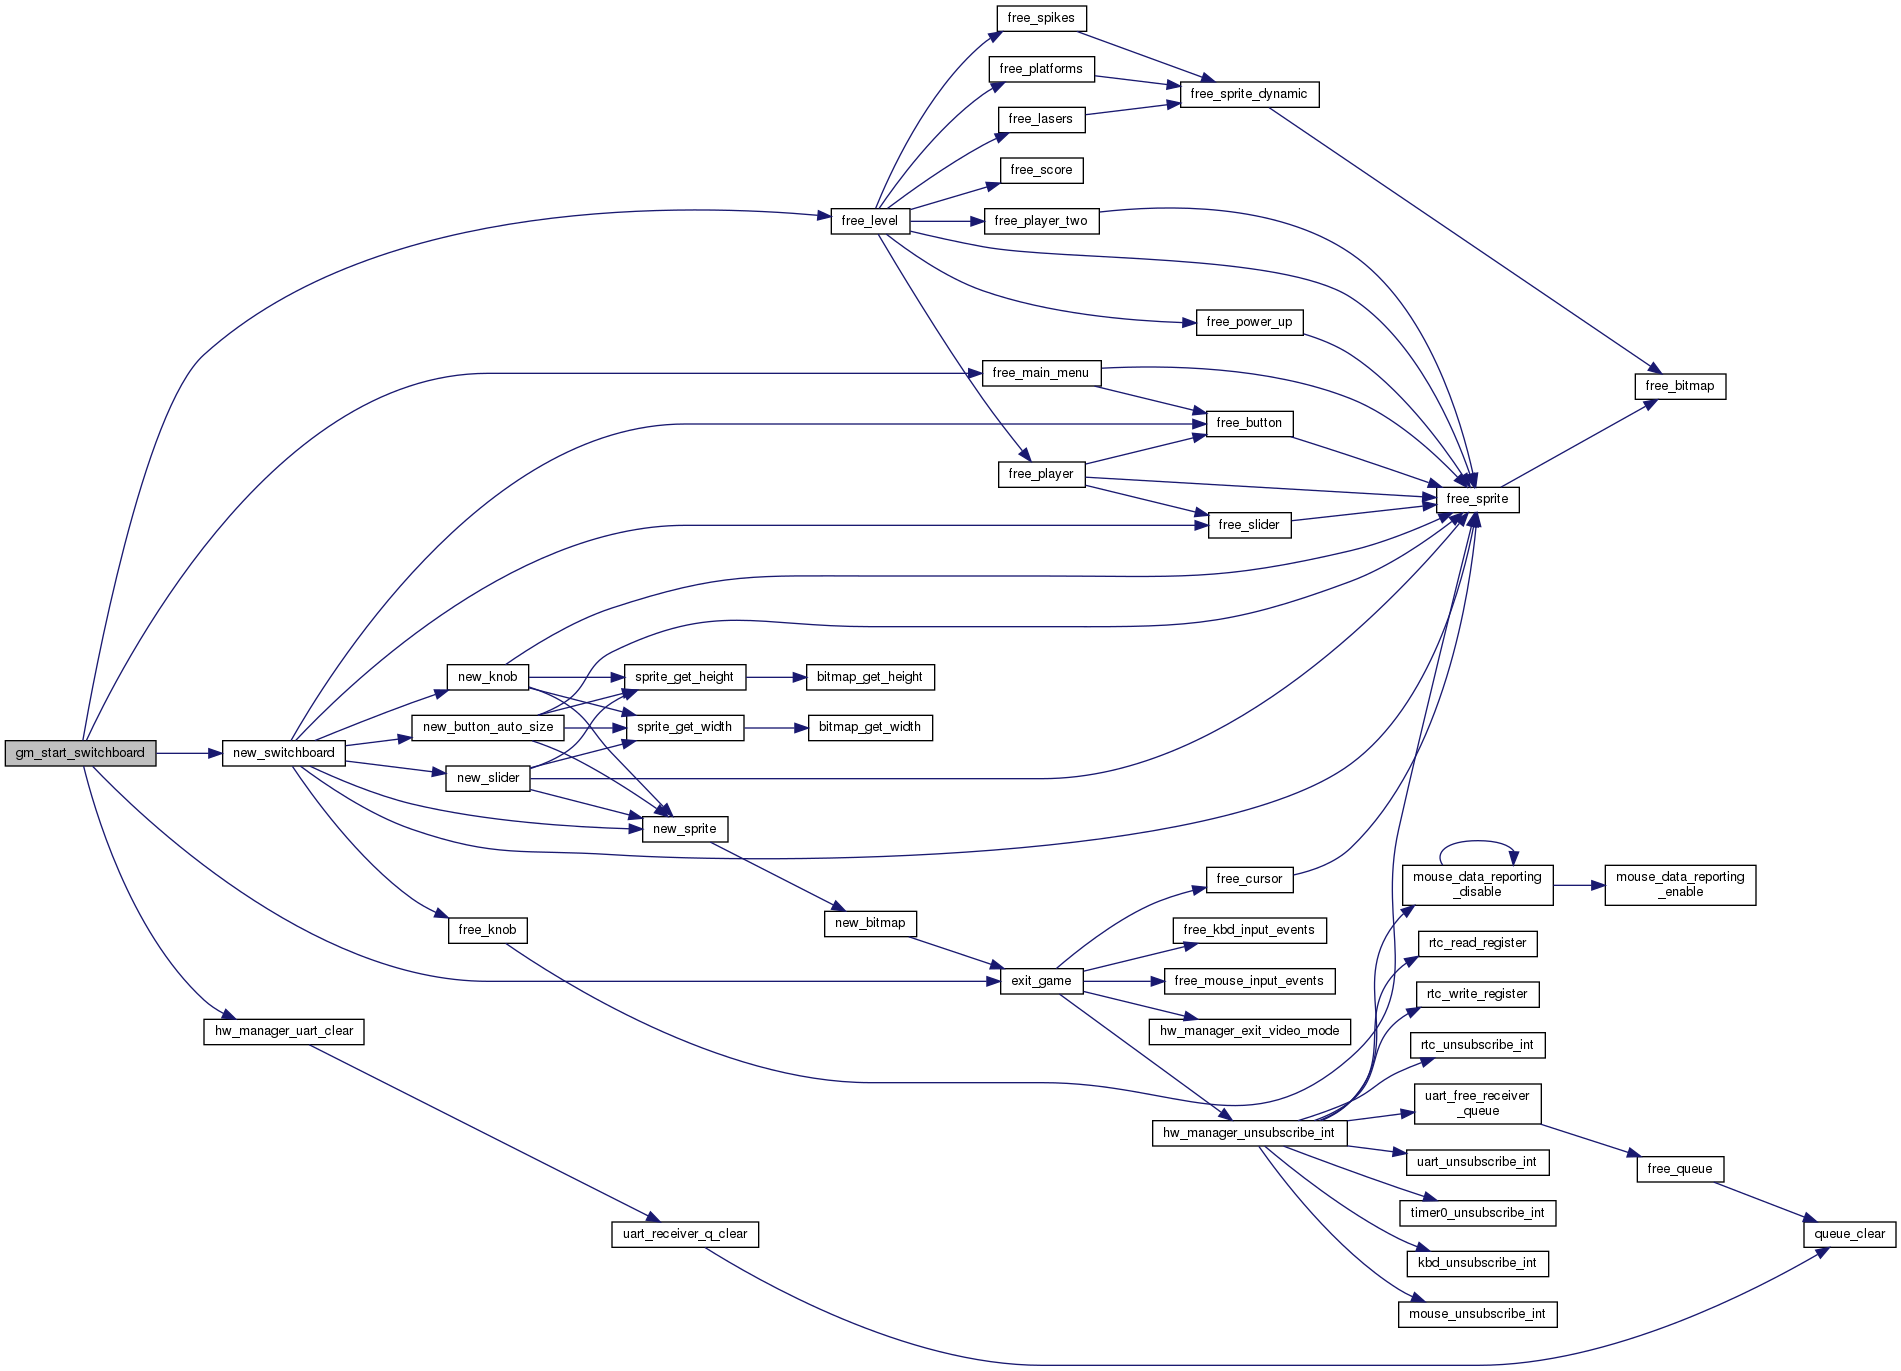 free_spikes
free_platforms
free_sprite_dynamic
free_lasers
free_score
free_level
free_player_two
free_power_up
free_main_menu
free_bitmap
free_button
free_player
free_sprite
free_slider
new_knob
sprite_get_height
bitmap_get_height
new_button_auto_size
sprite_get_width
bitmap_get_width
gm_start_switchboard
new_switchboard
new_slider
new_sprite
free_cursor
mouse_data_reporting
_disable
mouse_data_reporting
_enable
new_bitmap
free_knob
free_kbd_input_events
rtc_read_register
exit_game
free_mouse_input_events
rtc_write_register
hw_manager_uart_clear
hw_manager_exit_video_mode
rtc_unsubscribe_int
uart_free_receiver
_queue
hw_manager_unsubscribe_int
uart_unsubscribe_int
free_queue
timer0_unsubscribe_int
uart_receiver_q_clear
queue_clear
kbd_unsubscribe_int
mouse_unsubscribe_int